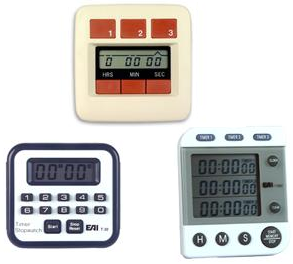 1 2 3
0 00 00
HRS MIN SEC
00"00"
1 2 3 4 5
6 7 8 9 0
Timer
Stopwatch
Start
Stop
Reset
EAI
TIMER 1 TIMER 2 TIMER 3
0:00:00
0:00:00
0:00:00
H M S
START
STOP